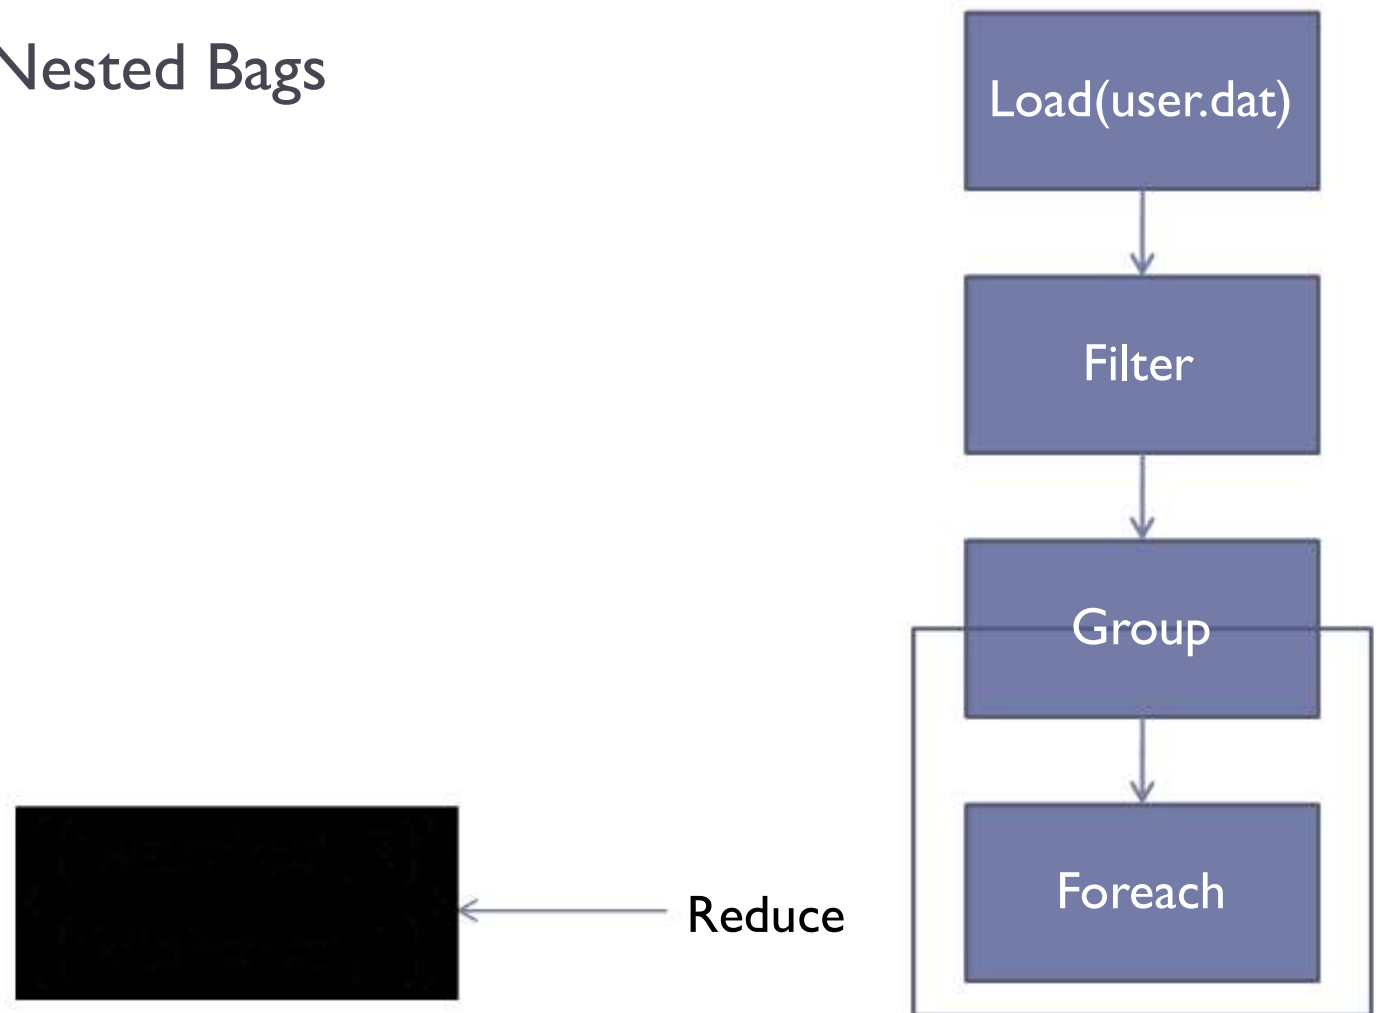 Nested Bags
Load(user.dat)
Filter
Group
Foreach
Reduce